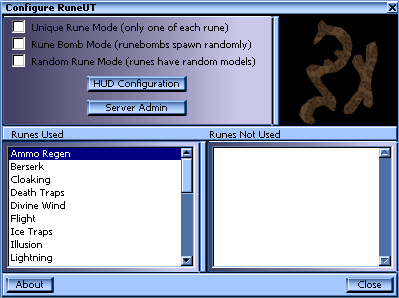 Configure RuneUT
Unique Rune Mode (only one of each rune)
Rune Bomb Mode (runebombs spawn randomly)
Random Rune Mode (runes have random models)
HUD Configuration
Server Admin
Runes Used
Runes Not Used
Ammo Regen
Berserk
Cloaking
Death Traps
Divine Wind
Flight
Ice Traps
Illusion
Lightning
About
Close